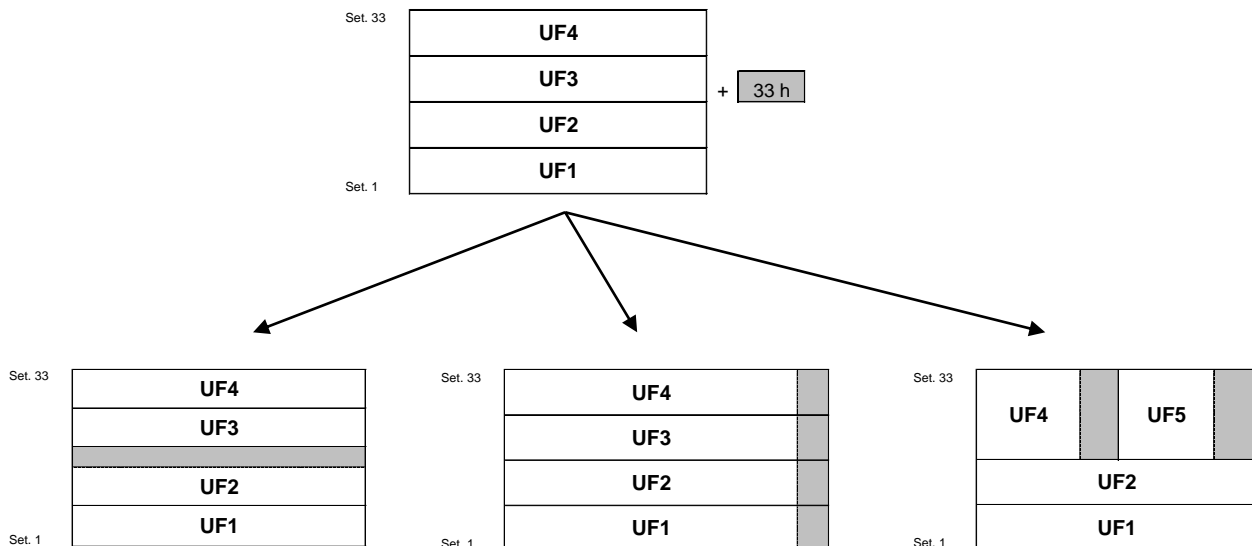 Set. 33
UF4
UF3
+ 33 h
UF2
UF1
Set. 1
Set. 33
UF4
UF3
UF2
UF1
Set. 1
Set. 33
UF4
UF3
UF2
UF1
Set. 1
Set. 33
UF4 UF5
UF2
UF1
Set. 1